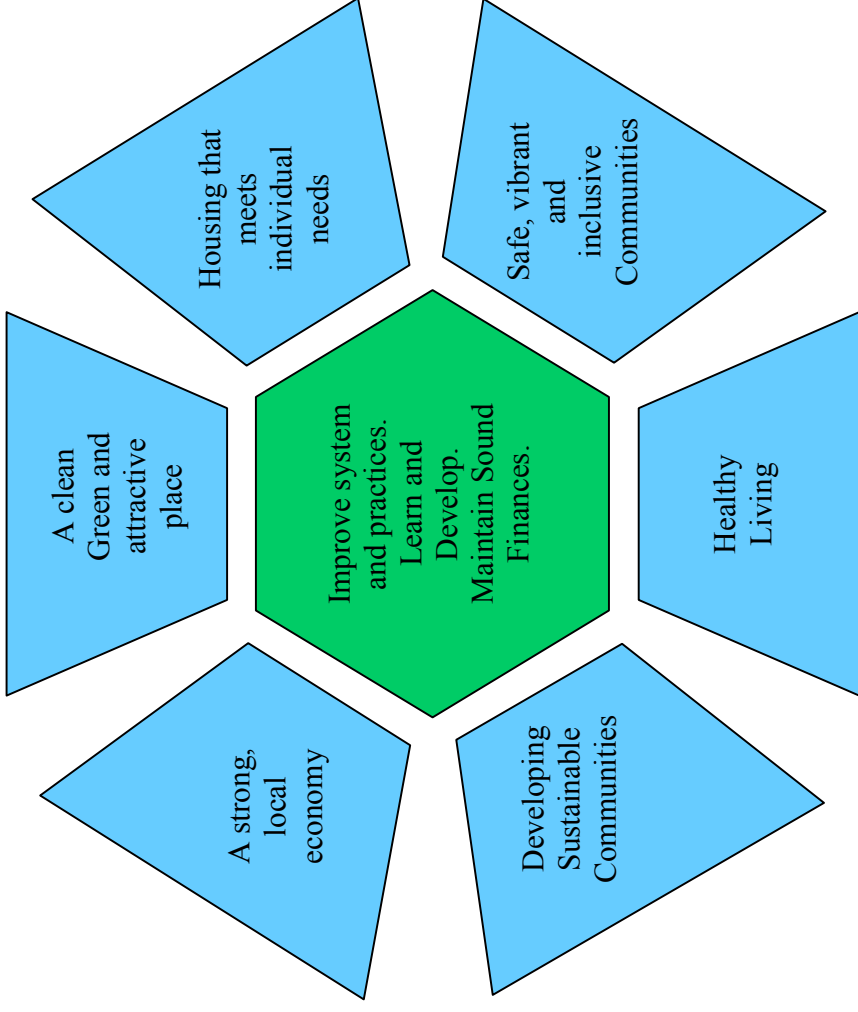 A clean
Green and
attractive
place
Housing that
meets
individual
needs
A strong,
local
economy
Improve system
and practices.
Learn and
Develop.
Maintain Sound
Finances.
Safe, vibrant
and
inclusive
Communities
Developing
Sustainable
Communities
Healthy
Living